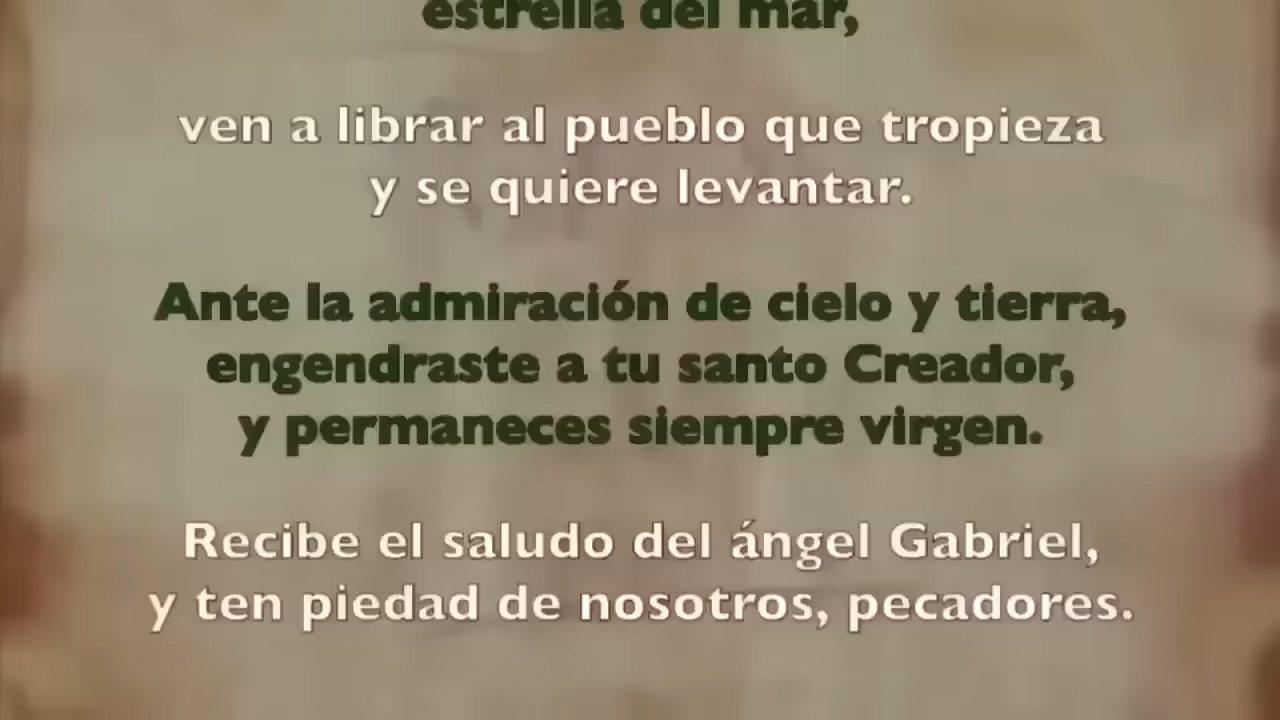 estrella del mar,
ven a librar al pueblo que tropieza
y se quiere levantar.
Ante la admiración de cielo y tierra,
engendraste a tu santo Creador,
y permaneces siempre virgen.
Recibe el saludo del ángel Gabriel,
y ten piedad de nosotros, pecadores.